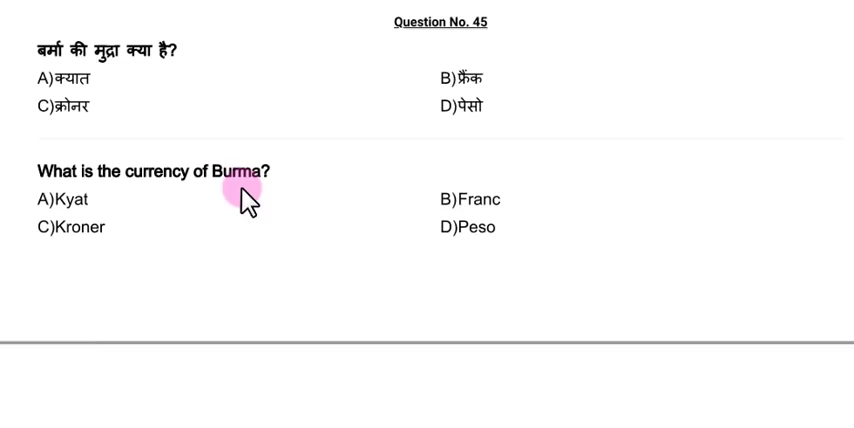 Question No. 45
बर्मा की मुद्रा क्या है?
A)क्यात B)फ्रैंक
C)क्रोनर D)पेसो
What is the currency of Burma?
A)Kyat B)Franc
C)Kroner D)Peso